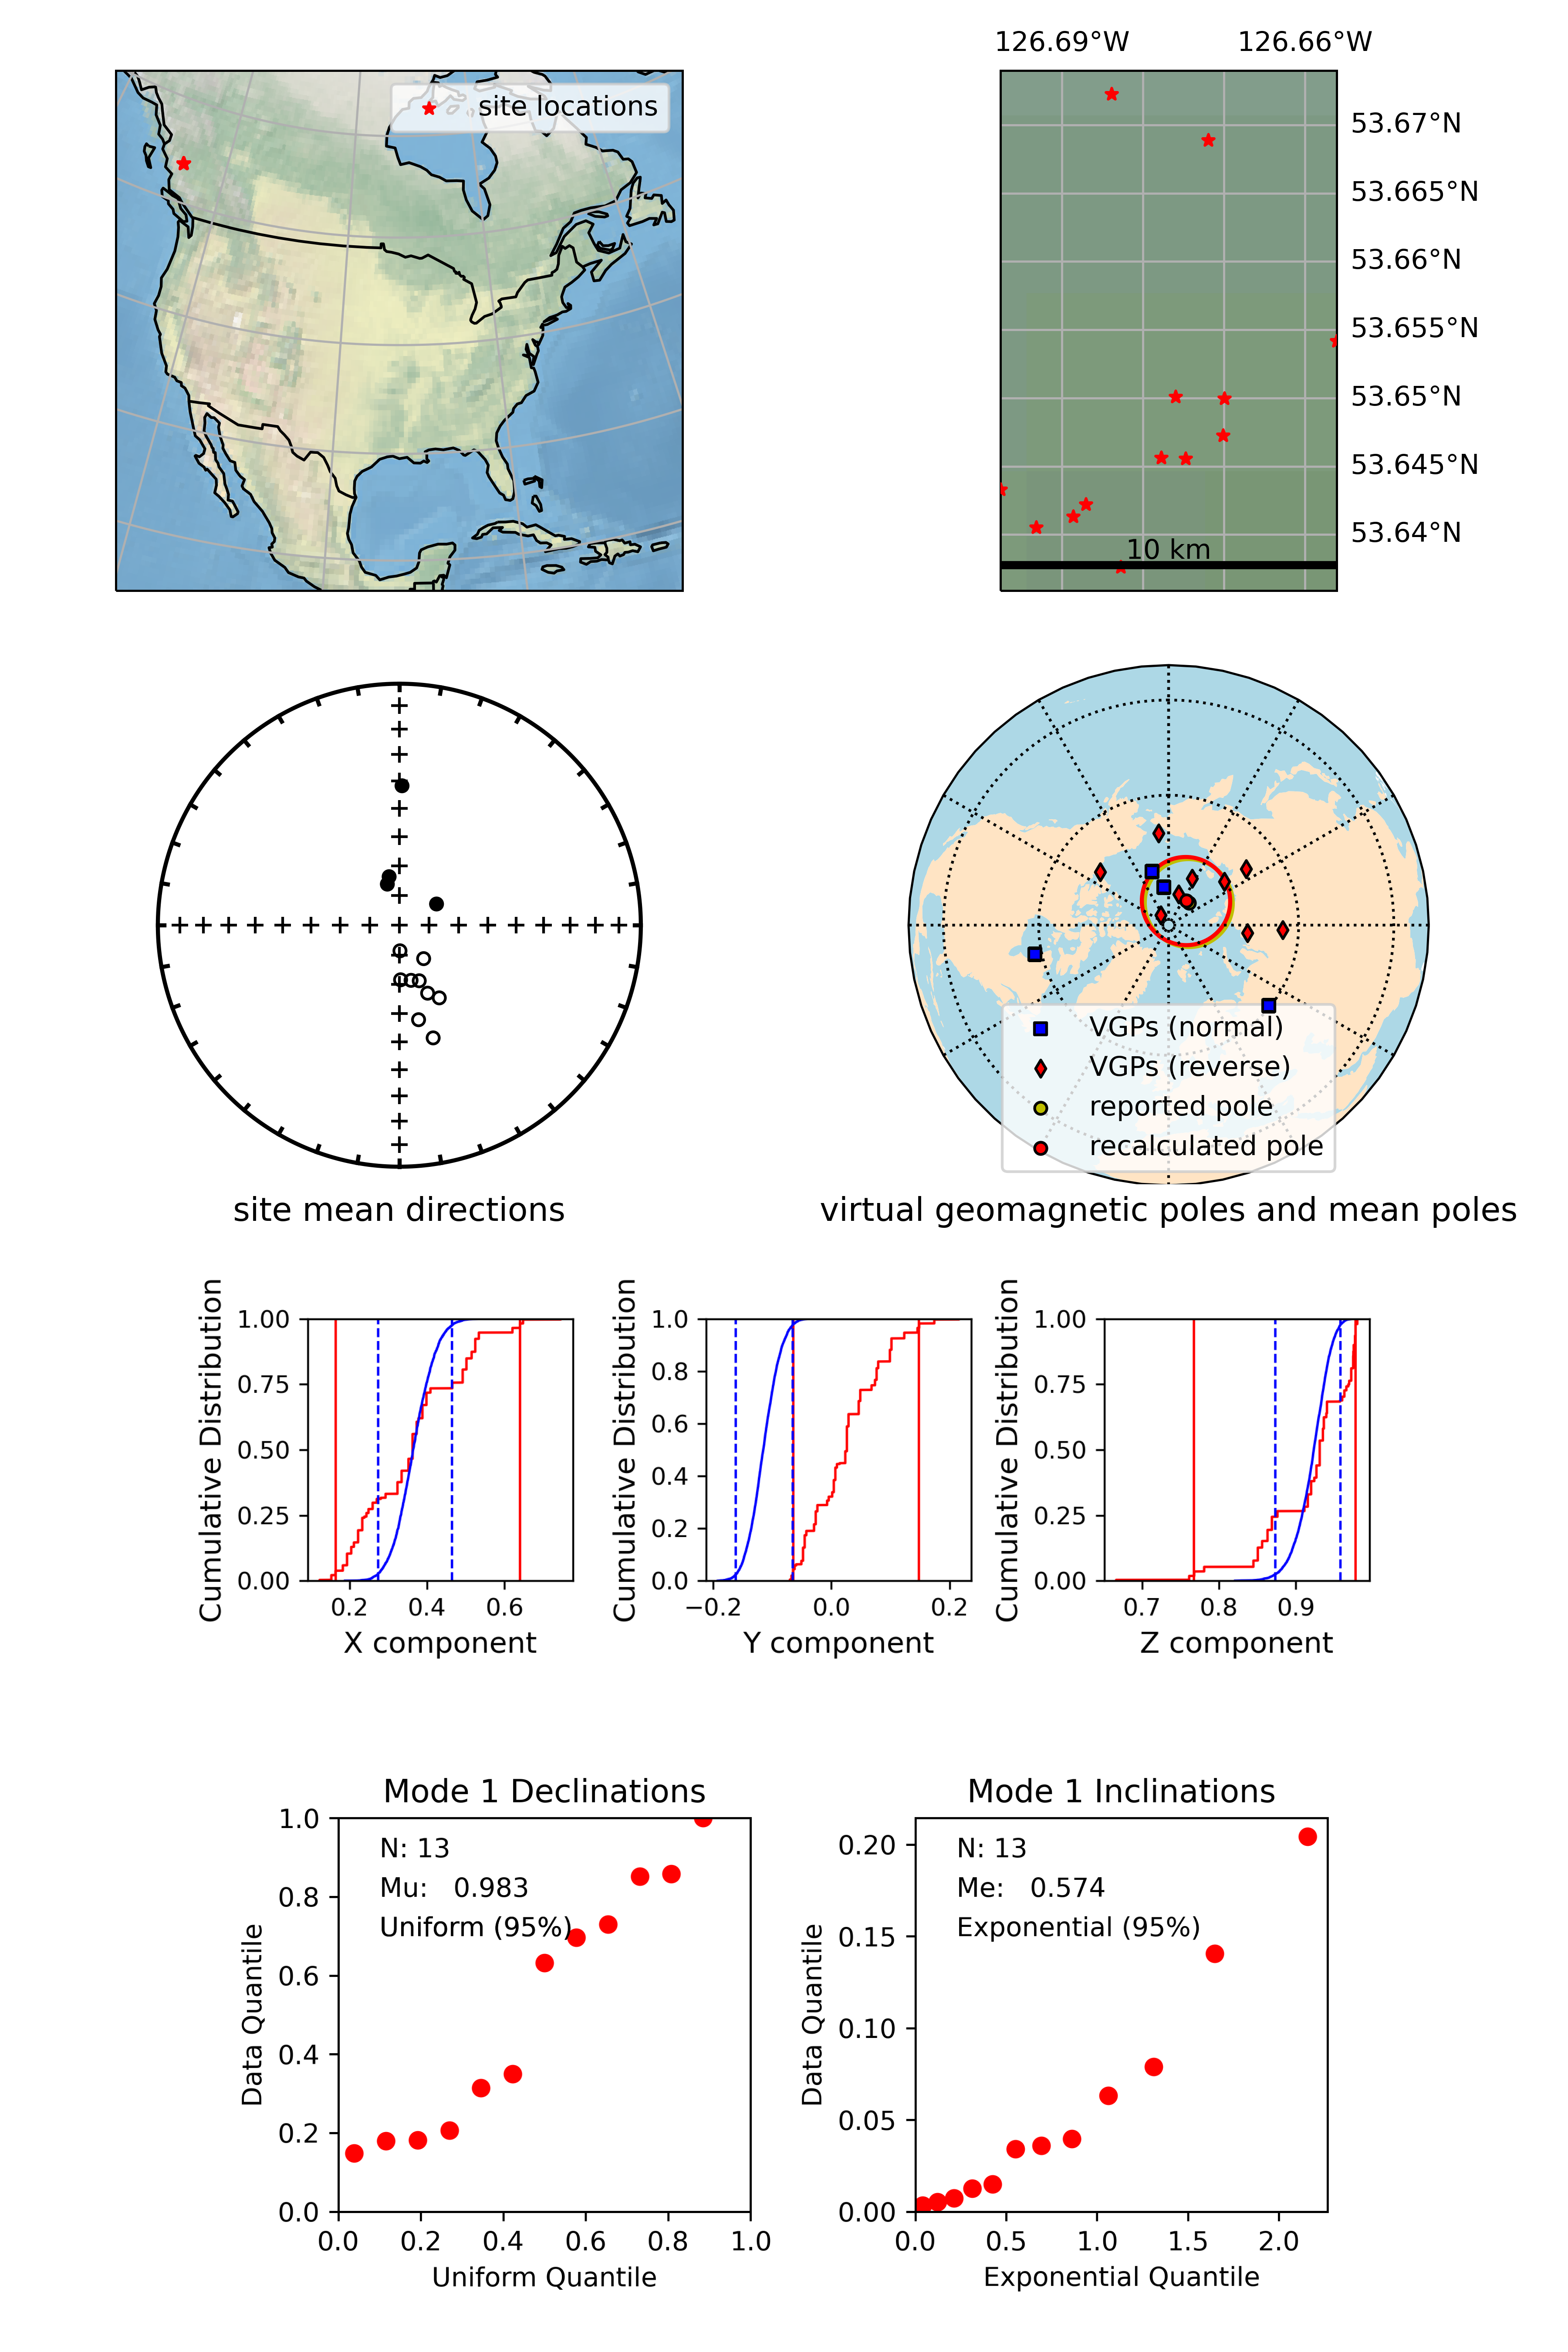 126.69°W 126.66°W
site locations
53.67°N
53.665°N
53.66°N
53.655°N
53.65°N
53.645°N
53.64°N
10 km
VGPs (normal)
VGPs (reverse)
reported pole
recalculated pole
site mean directions
virtual geomagnetic poles and mean poles
Cumulative Distribution
1.00
0.75
0.50
0.25
0.00
0.2 0.4 0.6
X component
Cumulative Distribution
1.0
0.8
0.6
0.4
0.2
0.0
−0.2 0.0 0.2
Y component
Cumulative Distribution
1.00
0.75
0.50
0.25
0.00
0.7 0.8 0.9
Z component
Mode 1 Declinations
N: 13
Mu: 0.983
Uniform (95%)
Data Quantile
1.0
0.8
0.6
0.4
0.2
0.0
0.0 0.2 0.4 0.6 0.8 1.0
Uniform Quantile
Mode 1 Inclinations
N: 13
Me: 0.574
Exponential (95%)
Data Quantile
0.20
0.15
0.10
0.05
0.00
0.0 0.5 1.0 1.5 2.0
Exponential Quantile